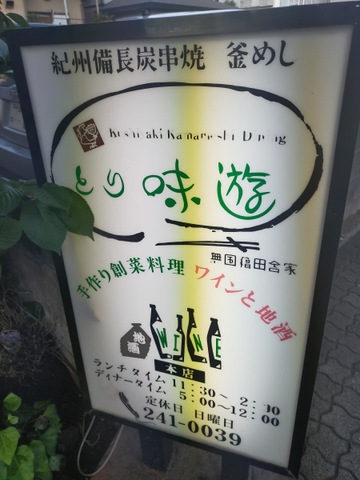 紀州備長炭串焼 釜めし
Kushiyaki Kamameshi Dining
とり味遊
無国籍田舎家
手作り創菜料理 ワインと地酒
地酒
WINE
本店
ランチタイム 11:30～2:00
ディナータイム 5:00～12:00
定休日 日曜日
241-0039